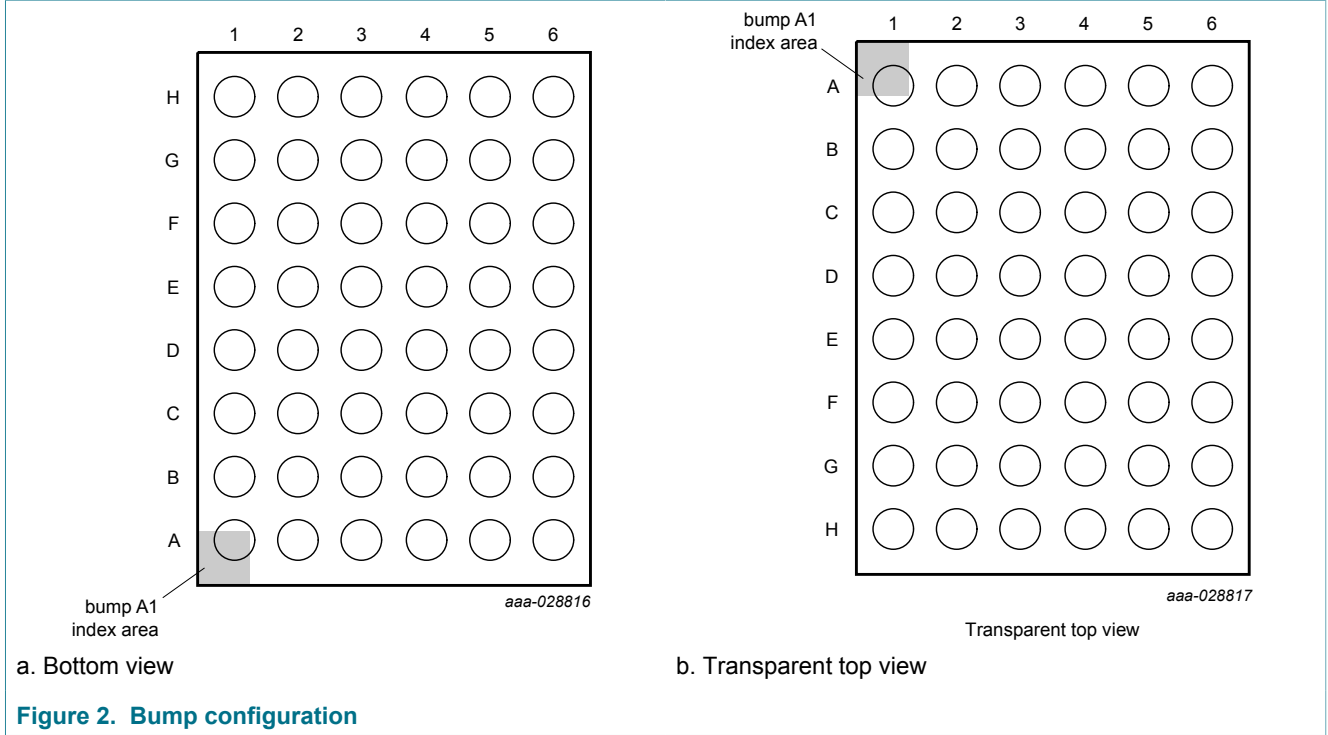 1 2 3 4 5 6
H
G
F
E
D
C
B
A
bump A1
index area
aaa-028816
a. Bottom view
bump A1
index area
1 2 3 4 5 6
A
B
C
D
E
F
G
H
aaa-028817
Transparent top view
b. Transparent top view
Figure 2. Bump configuration